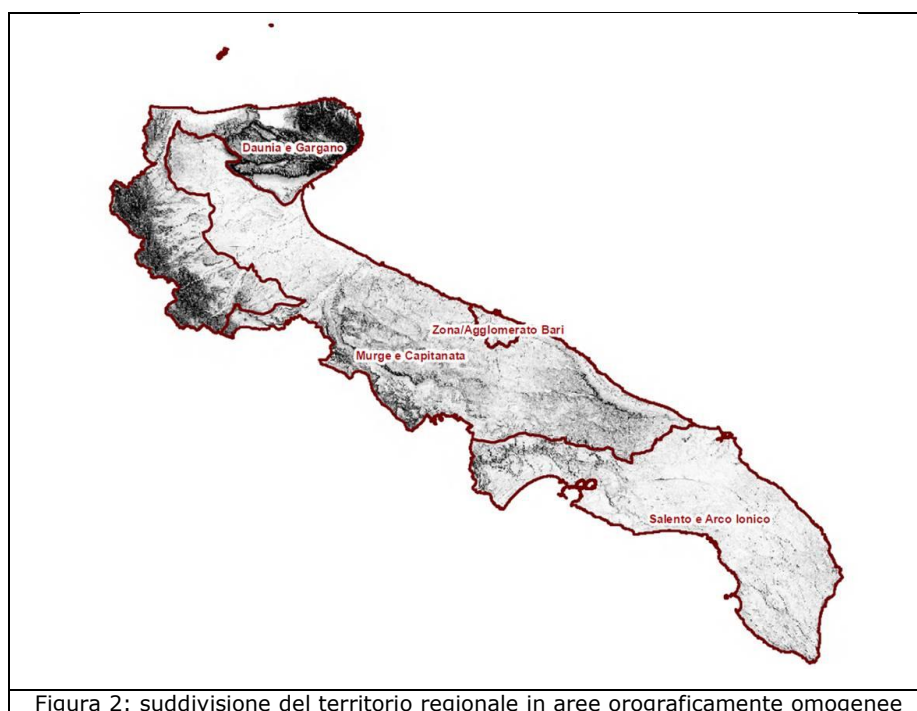 Daunia e Gargano
Zona/Agglomerato Bari
Murge e Capitanata
Salento e Arco Ionico
Figura 2: suddivisione del territorio regionale in aree orograficamente omogenee